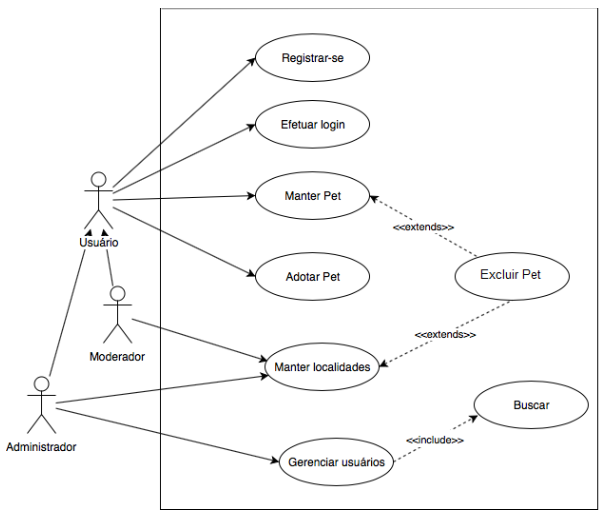 Registrar-se
Efetuar login
Manter Pet
<<extends>>
Usuário
Adotar Pet
Excluir Pet
<<extends>>
Moderador
Manter localidades
Buscar
<<include>>
Administrador
Gerenciar usuários